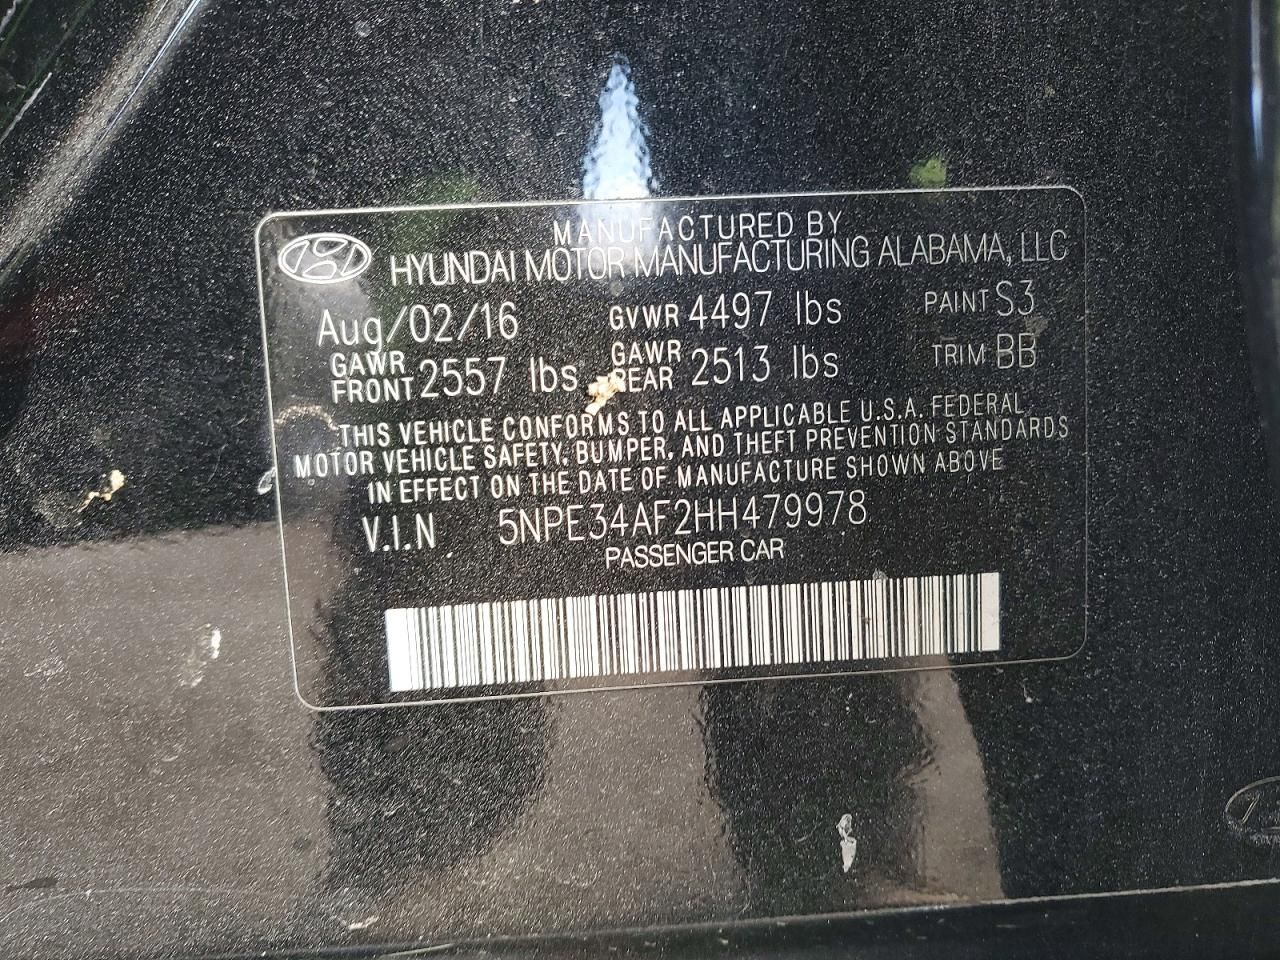 MANUFACTURED BY
HYUNDAI MOTOR MANUFACTURING ALABAMA, LLC
Aug/02/16 GVWR 4497 lbs PAINT S3
GAWR FRONT 2557 lbs GAWR REAR 2513 lbs TRIM BB
THIS VEHICLE CONFORMS TO ALL APPLICABLE U.S.A. FEDERAL
MOTOR VEHICLE SAFETY, BUMPER, AND THEFT PREVENTION STANDARDS
IN EFFECT ON THE DATE OF MANUFACTURE SHOWN ABOVE
V.I.N 5NPE34AF2HH479978
PASSENGER CAR